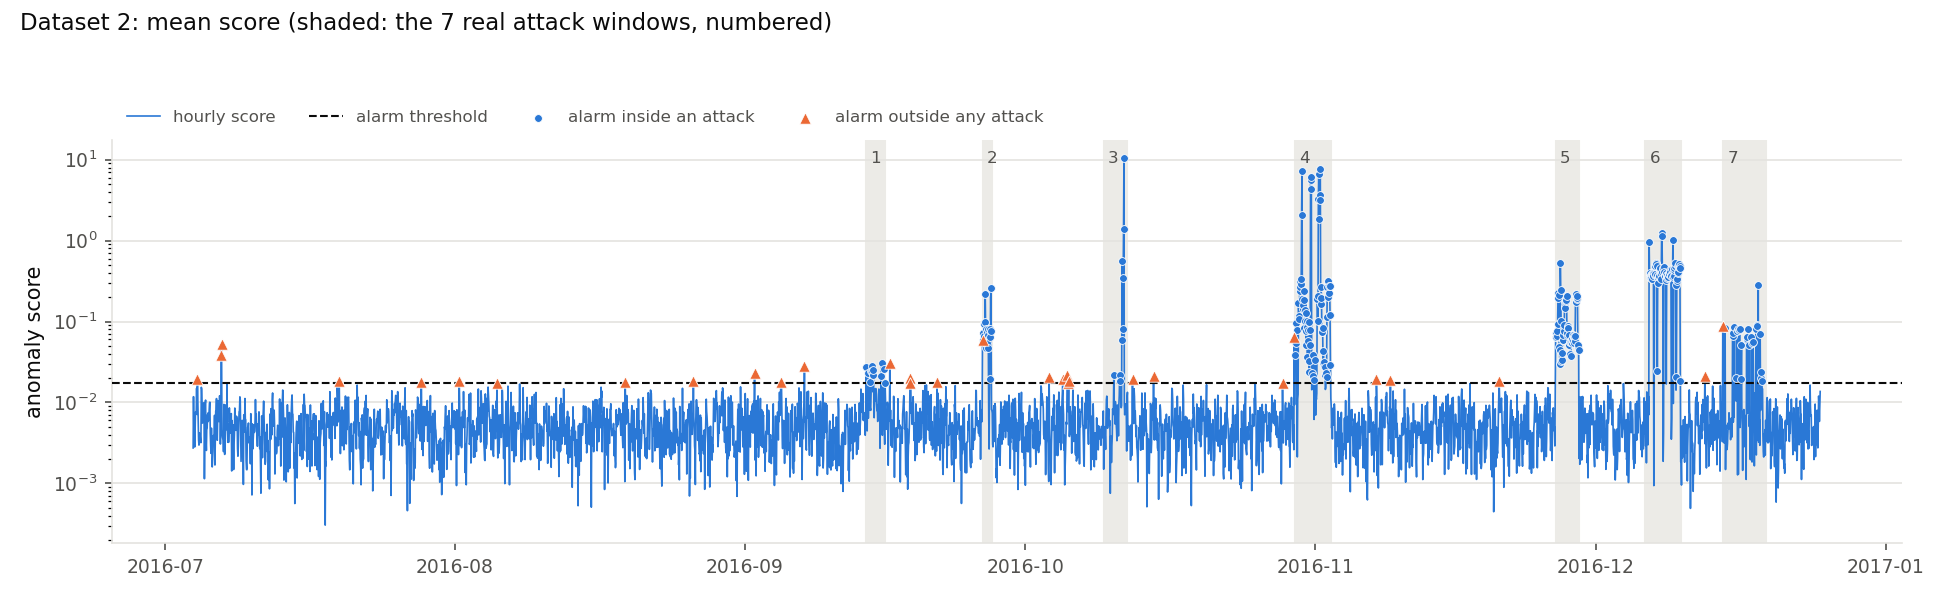 Dataset 2: mean score (shaded: the 7 real attack windows, numbered)
hourly score alarm threshold alarm inside an attack alarm outside any attack
1 2 3 4 5 6 7
10¹
10⁰
10⁻¹
10⁻²
10⁻³
anomaly score
2016-07 2016-08 2016-09 2016-10 2016-11 2016-12 2017-01